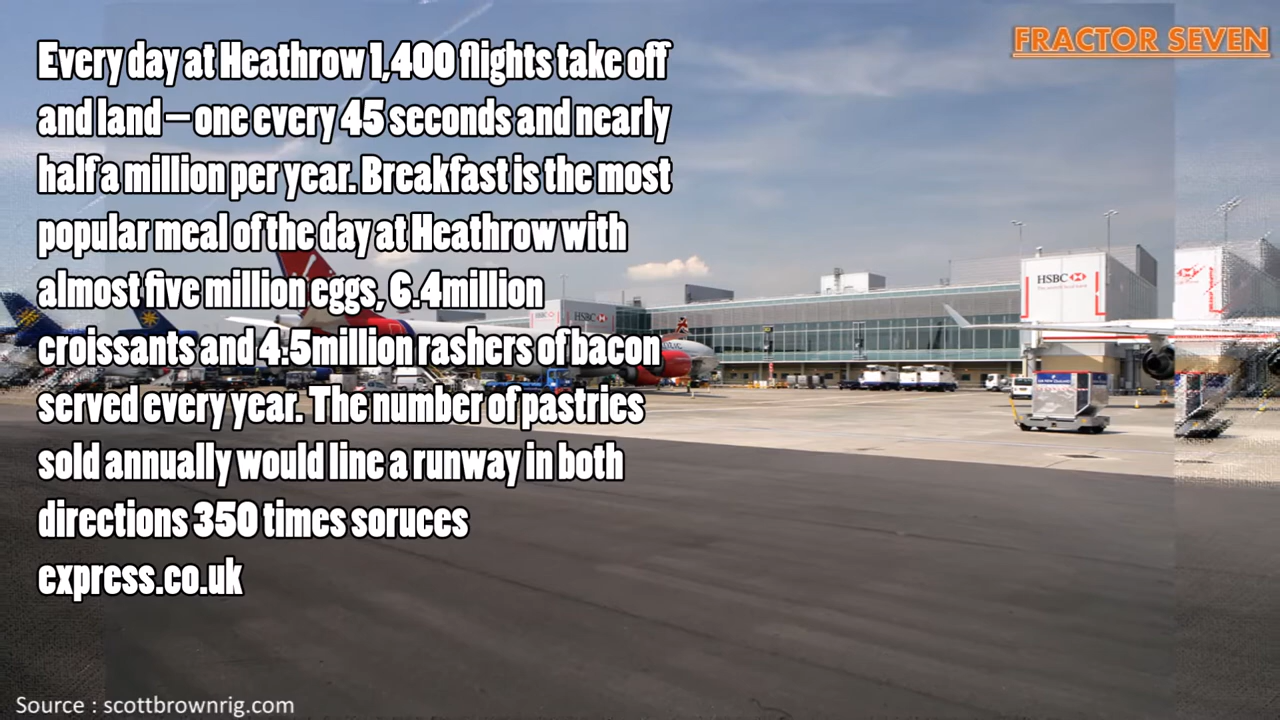 FRACTOR SEVEN
Every day at Heathrow 1,400 flights take off
and land – one every 45 seconds and nearly
half a million per year. Breakfast is the most
popular meal of the day at Heathrow with
almost five million eggs, 6.4million
croissants and 4.5million rashers of bacon
served every year. The number of pastries
sold annually would line a runway in both
directions 350 times soruces
express.co.uk
HSBC
HSBC
Source : scottbrownrig.com